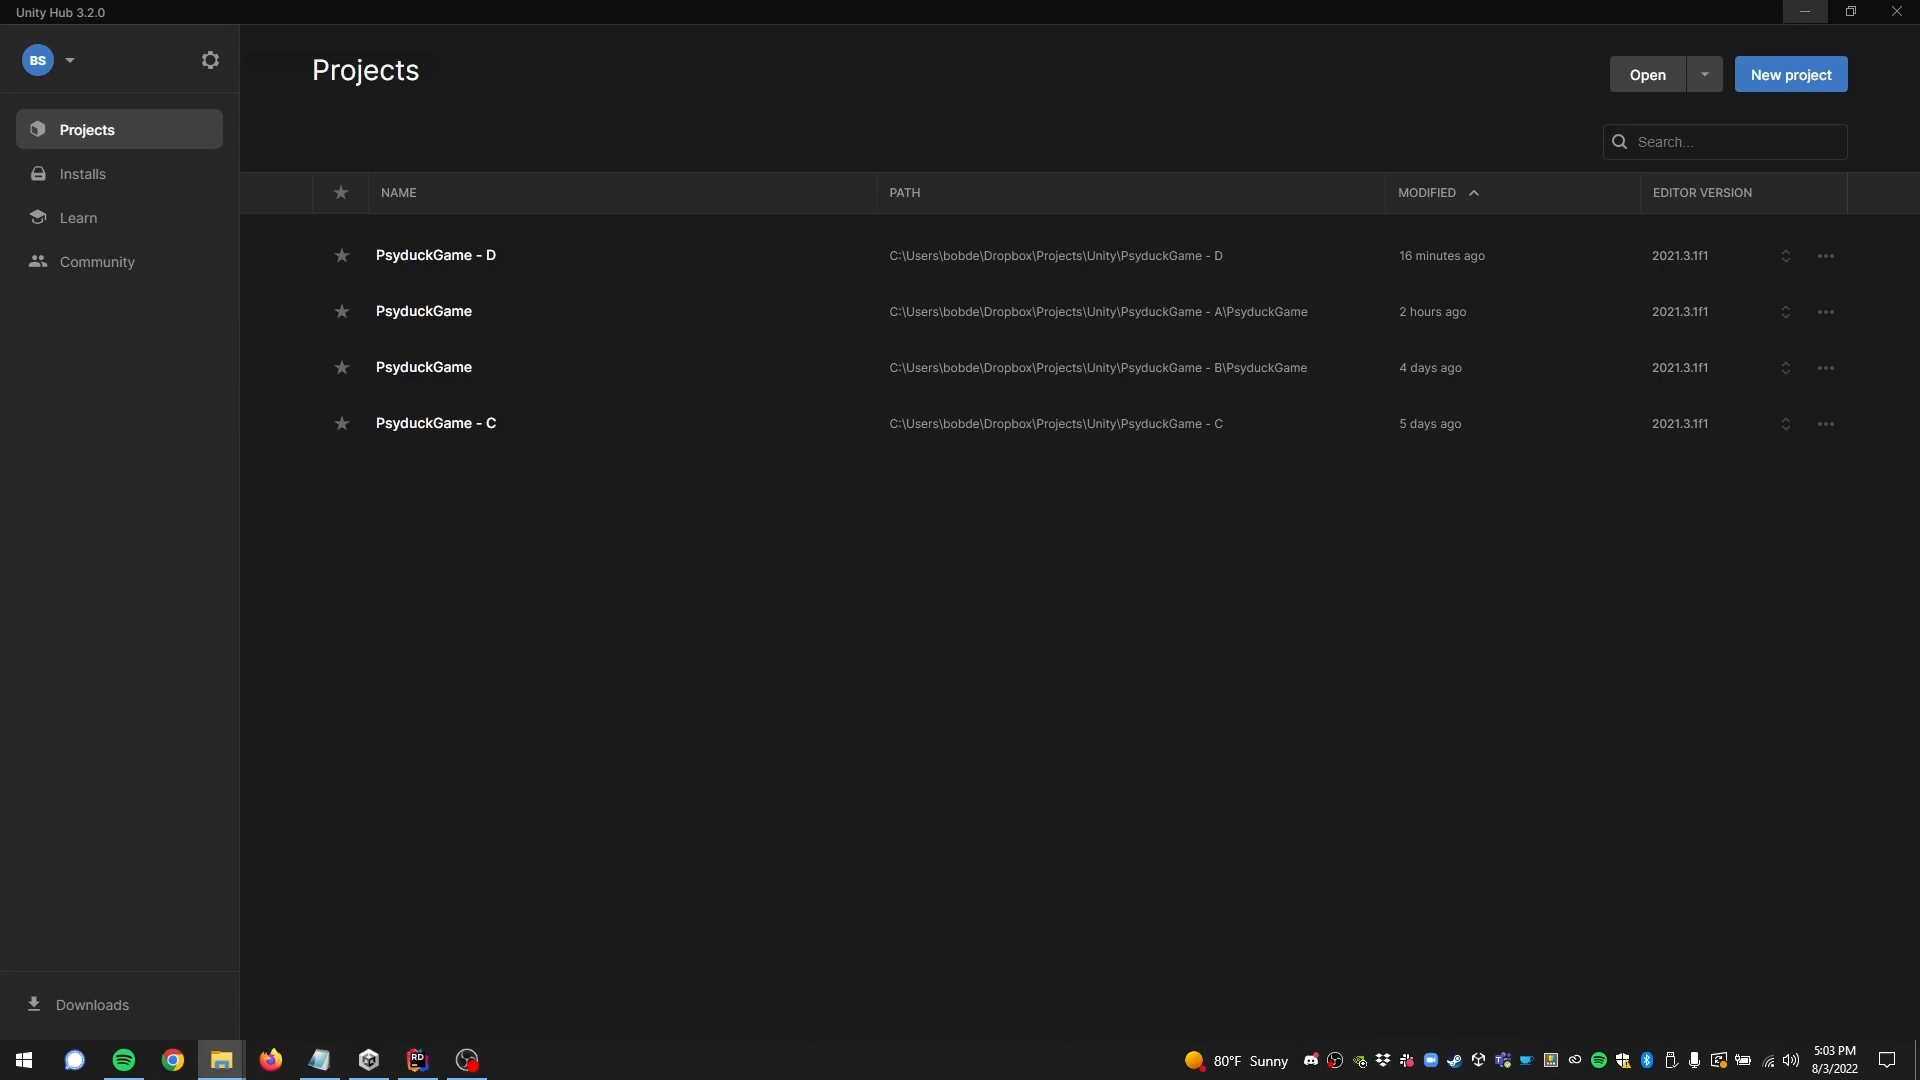 Unity Hub 3.2.0
BS
Projects
Open
New project
Projects
Search...
Installs
Learn
Community
NAME
PATH
MODIFIED
EDITOR VERSION
PsyduckGame - D
C:\Users\bobde\Dropbox\Projects\Unity\PsyduckGame - D
16 minutes ago
2021.3.1f1
PsyduckGame
C:\Users\bobde\Dropbox\Projects\Unity\PsyduckGame - A\PsyduckGame
2 hours ago
2021.3.1f1
PsyduckGame
C:\Users\bobde\Dropbox\Projects\Unity\PsyduckGame - B\PsyduckGame
4 days ago
2021.3.1f1
PsyduckGame - C
C:\Users\bobde\Dropbox\Projects\Unity\PsyduckGame - C
5 days ago
2021.3.1f1
Downloads
RD
80°F Sunny
5:03 PM
8/3/2022